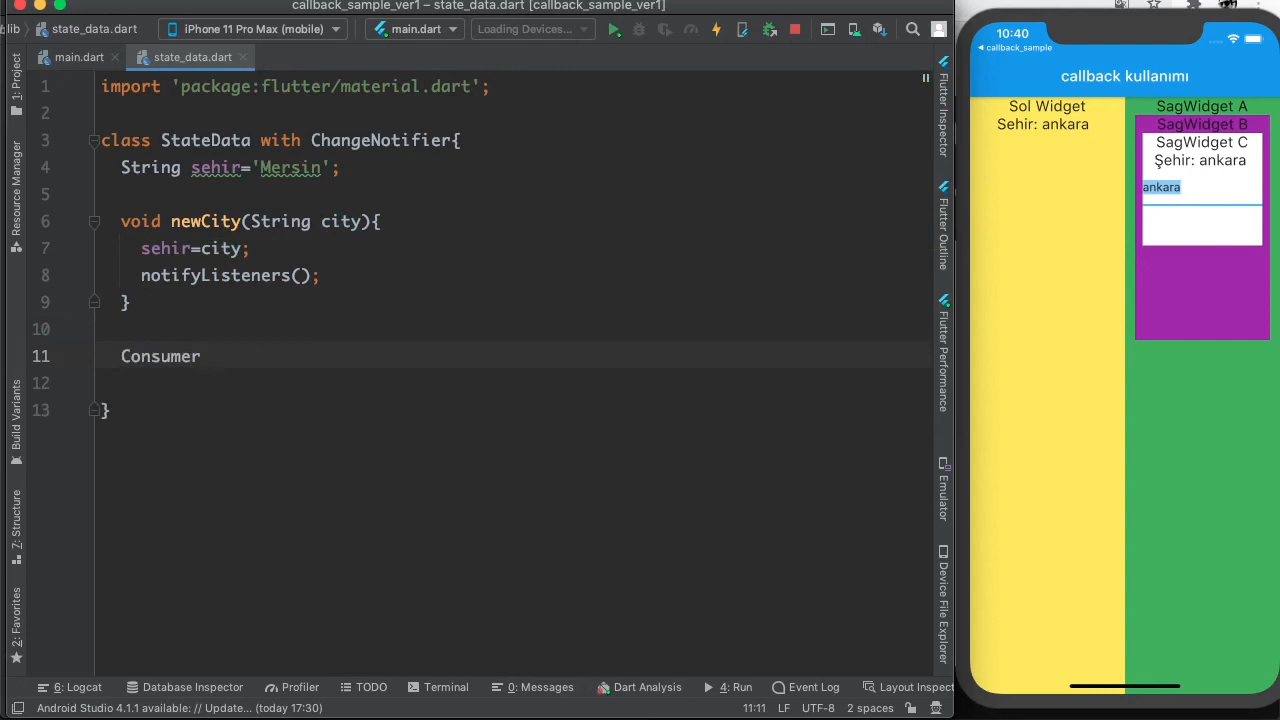 callback_sample_ver1 – state_data.dart [callback_sample_ver1]
lib state_data.dart iPhone 11 Pro Max (mobile) main.dart Loading Devices...
main.dart state_data.dart
1 import 'package:flutter/material.dart';
2
3 class StateData with ChangeNotifier{
4 String sehir='Mersin';
5
6 void newCity(String city){
7 sehir=city;
8 notifyListeners();
9 }
10
11 Consumer
12
13 }
1: Project
Resource Manager
Build Variants
7: Structure
2: Favorites
Flutter Inspector
Flutter Outline
Flutter Performance
Emulator
Device File Explorer
6: Logcat Database Inspector Profiler TODO Terminal 0: Messages Dart Analysis 4: Run Event Log Layout Inspect
Android Studio 4.1.1 available: // Update... (today 17:30) 11:11 LF UTF-8 2 spaces
10:40
callback_sample
callback kullanımı
Sol Widget
Sehir: ankara
SagWidget A
SagWidget B
SagWidget C
Şehir: ankara
ankara